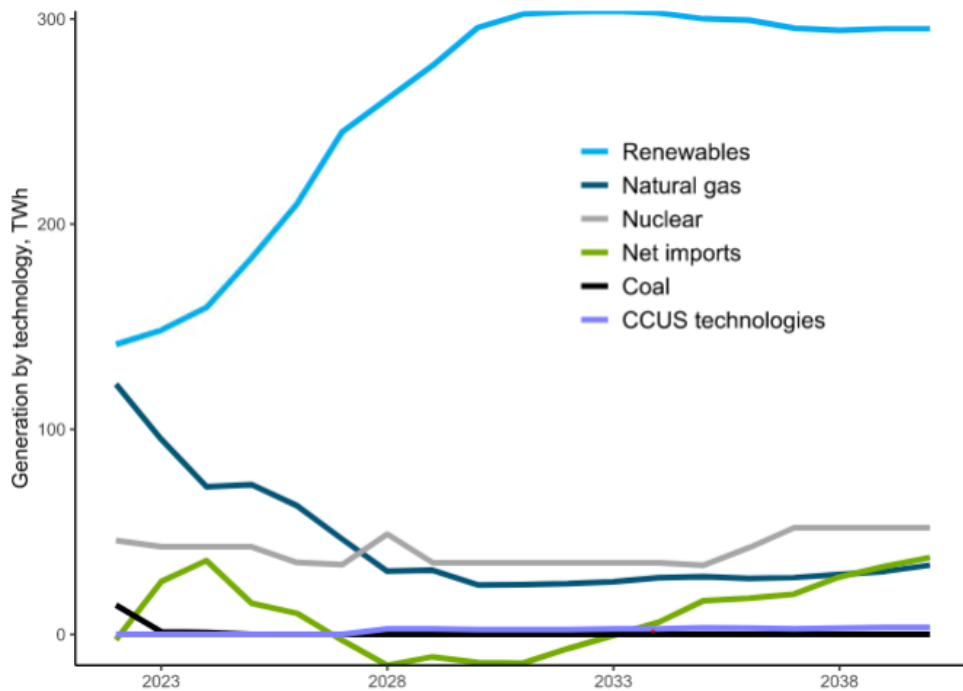 Generation by technology, TWh
300
200
100
0
Renewables
Natural gas
Nuclear
Net imports
Coal
CCUS technologies
2023
2028
2033
2038